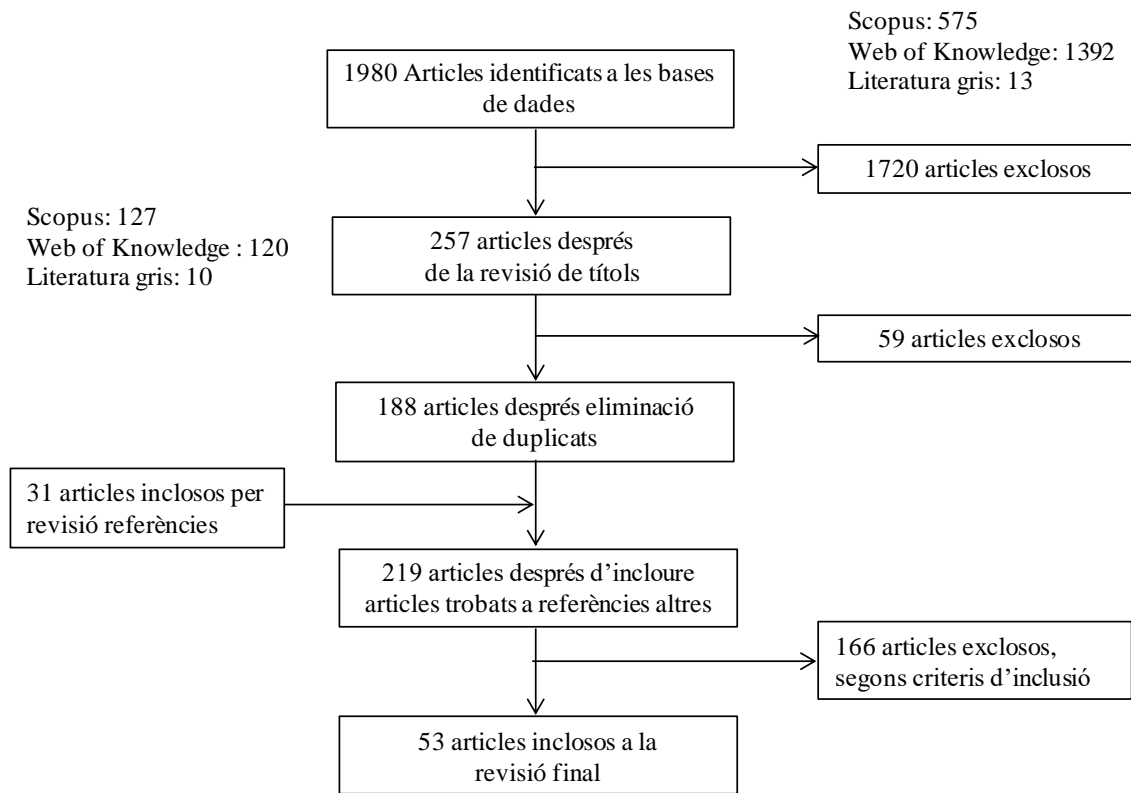 Scopus: 575
Web of Knowledge: 1392
Literatura gris: 13
1980 Articles identificats a les bases
de dades
1720 articles exclosos
Scopus: 127
Web of Knowledge : 120
Literatura gris: 10
257 articles després
de la revisió de títols
59 articles exclosos
188 articles després eliminació
de duplicats
31 articles inclosos per
revisió referències
219 articles després d’incloure
articles trobats a referències altres
166 articles exclosos,
segons criteris d’inclusió
53 articles inclosos a la
revisió final